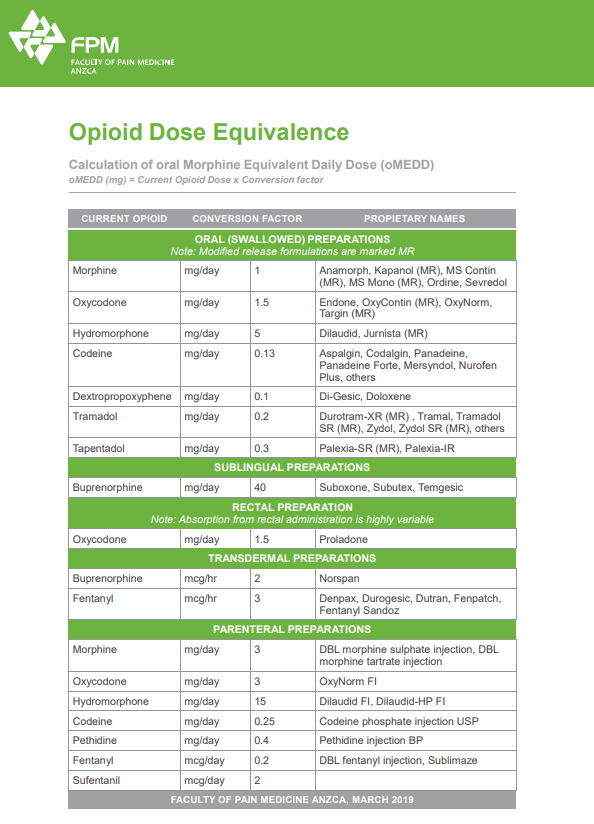 FPM
FACULTY OF PAIN MEDICINE
ANZCA
Opioid Dose Equivalence
Calculation of oral Morphine Equivalent Daily Dose (oMEDD)
oMEDD (mg) = Current Opioid Dose x Conversion factor
CURRENT OPIOID CONVERSION FACTOR PROPIETARY NAMES
ORAL (SWALLOWED) PREPARATIONS
Note: Modified release formulations are marked MR
Morphine mg/day 1 Anamorph, Kapanol (MR), MS Contin
(MR), MS Mono (MR), Ordine, Sevredol
Oxycodone mg/day 1.5 Endone, OxyContin (MR), OxyNorm,
Targin (MR)
Hydromorphone mg/day 5 Dilaudid, Jurnista (MR)
Codeine mg/day 0.13 Aspalgin, Codalgin, Panadeine,
Panadeine Forte, Mersyndol, Nurofen
Plus, others
Dextropropoxyphene mg/day 0.1 Di-Gesic, Doloxene
Tramadol mg/day 0.2 Durotram-XR (MR) , Tramal, Tramadol
SR (MR), Zydol, Zydol SR (MR), others
Tapentadol mg/day 0.3 Palexia-SR (MR), Palexia-IR
SUBLINGUAL PREPARATIONS
Buprenorphine mg/day 40 Suboxone, Subutex, Temgesic
RECTAL PREPARATION
Note: Absorption from rectal administration is highly variable
Oxycodone mg/day 1.5 Proladone
TRANSDERMAL PREPARATIONS
Buprenorphine mcg/hr 2 Norspan
Fentanyl mcg/hr 3 Denpax, Durogesic, Dutran, Fenpatch,
Fentanyl Sandoz
PARENTERAL PREPARATIONS
Morphine mg/day 3 DBL morphine sulphate injection, DBL
morphine tartrate injection
Oxycodone mg/day 3 OxyNorm FI
Hydromorphone mg/day 15 Dilaudid FI, Dilaudid-HP FI
Codeine mg/day 0.25 Codeine phosphate injection USP
Pethidine mg/day 0.4 Pethidine injection BP
Fentanyl mcg/day 0.2 DBL fentanyl injection, Sublimaze
Sufentanil mcg/day 2
FACULTY OF PAIN MEDICINE ANZCA, MARCH 2019